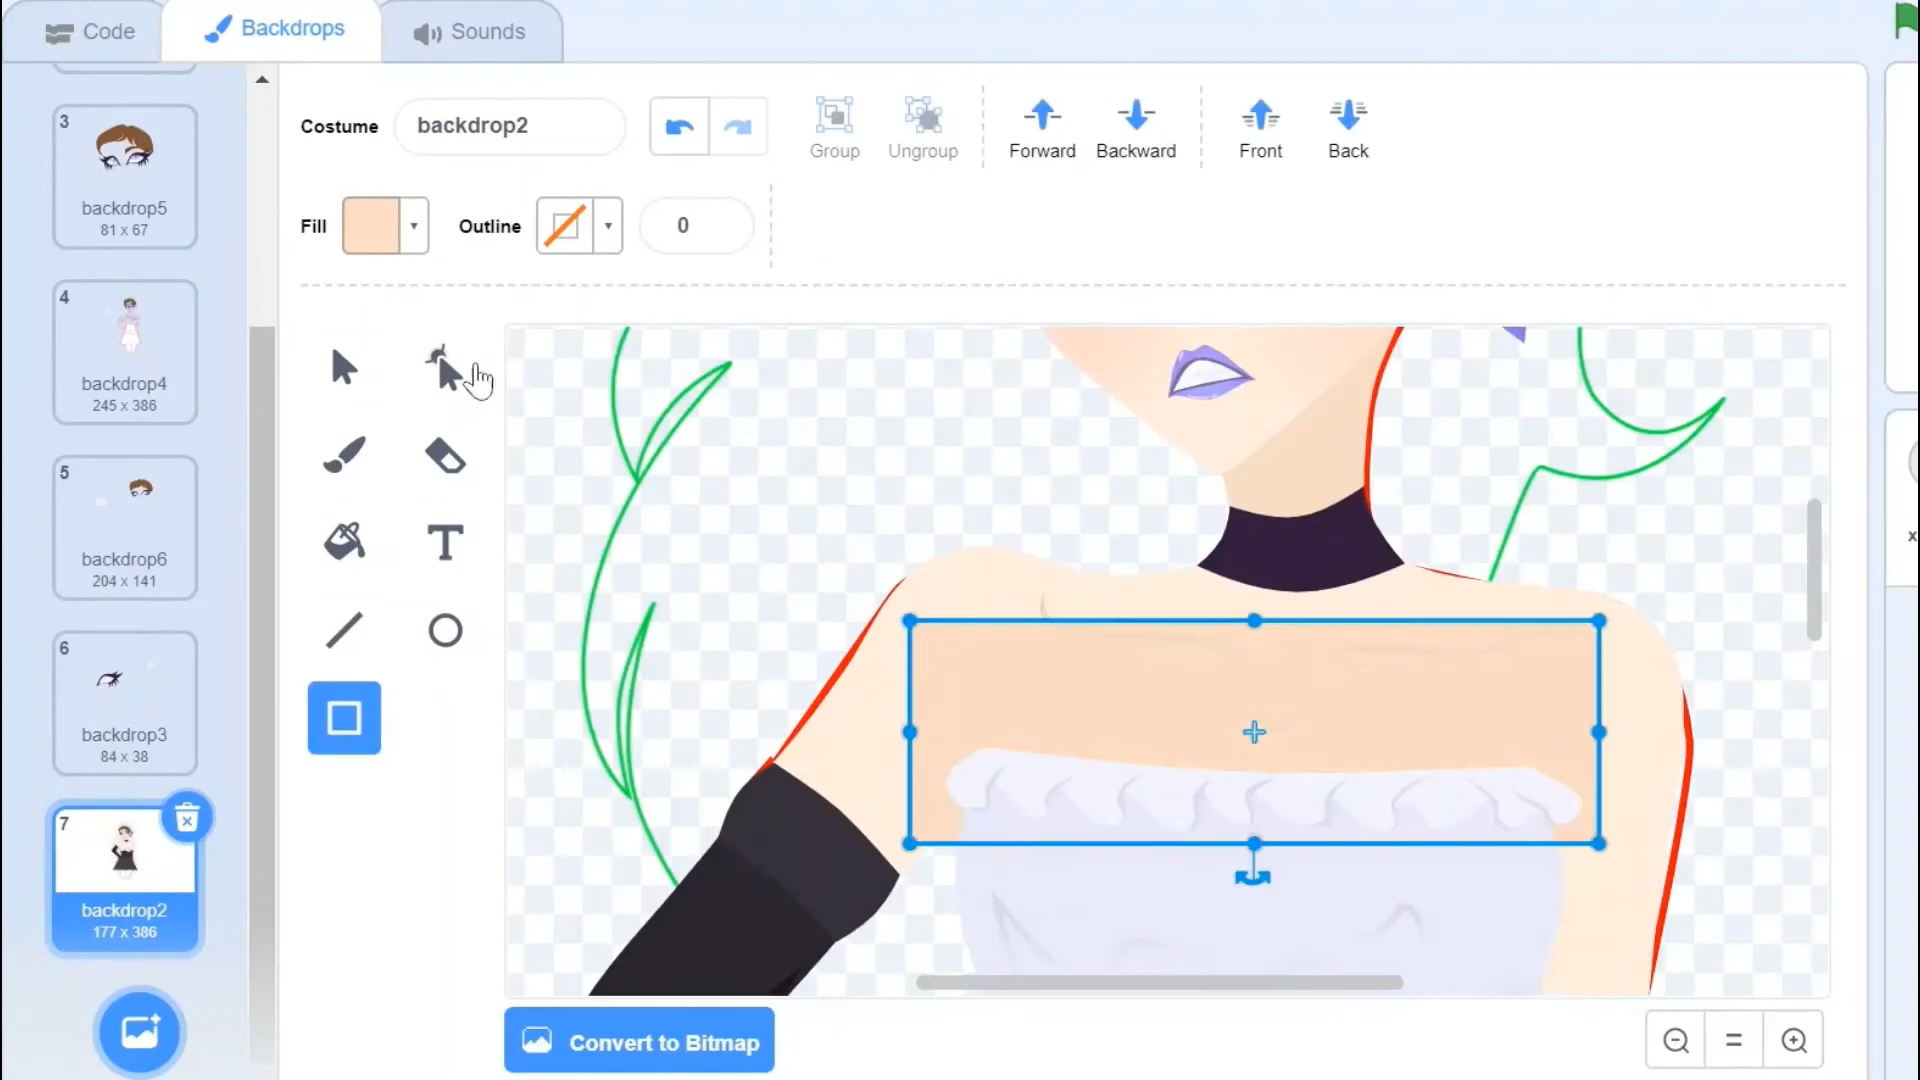 Code
Backdrops
Sounds
3
backdrop5
81 x 67
4
backdrop4
245 x 386
5
backdrop6
204 x 141
6
backdrop3
84 x 38
7
backdrop2
177 x 386
Costume
backdrop2
Group
Ungroup
Forward
Backward
Front
Back
Fill
Outline
0
T
Convert to Bitmap
x